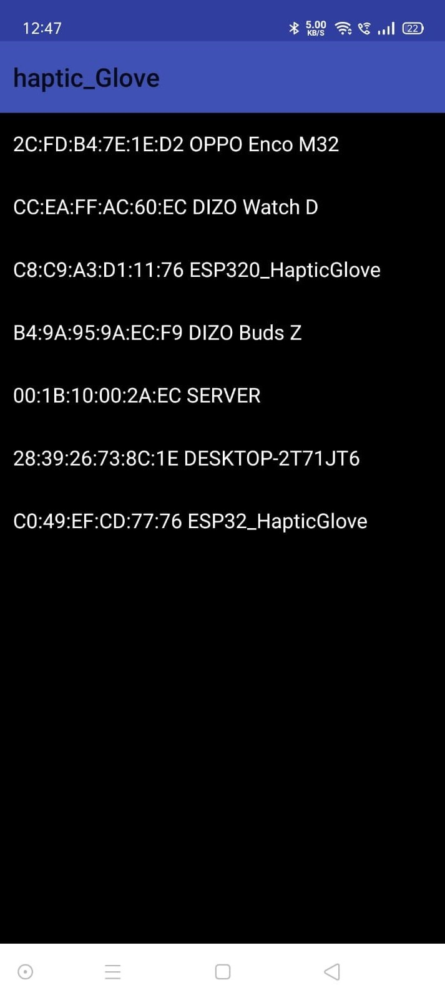 12:47
5.00
KB/S
22
haptic_Glove
2C:FD:B4:7E:1E:D2 OPPO Enco M32
CC:EA:FF:AC:60:EC DIZO Watch D
C8:C9:A3:D1:11:76 ESP320_HapticGlove
B4:9A:95:9A:EC:F9 DIZO Buds Z
00:1B:10:00:2A:EC SERVER
28:39:26:73:8C:1E DESKTOP-2T71JT6
C0:49:EF:CD:77:76 ESP32_HapticGlove